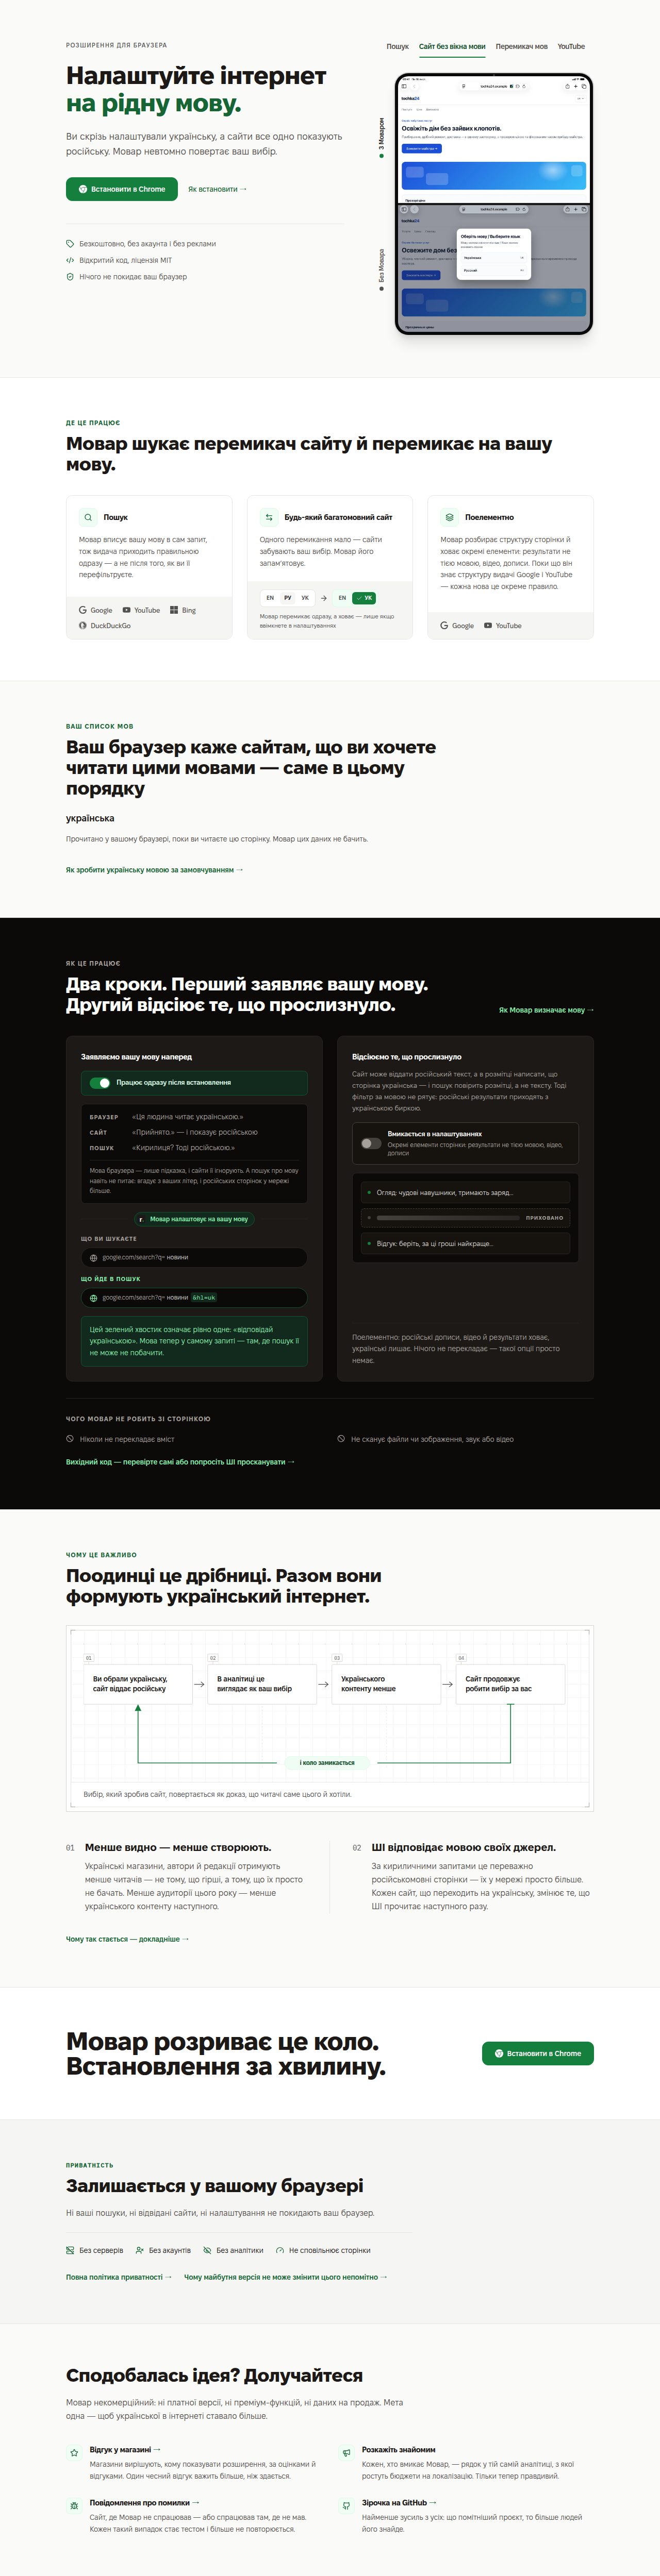 РОЗШИРЕННЯ ДЛЯ БРАУЗЕРА
Налаштуйте інтернет
на рідну мову.
Ви скрізь налаштували українську, а сайти все одно показують
російську. Мовар невтомно повертає ваш вибір.
Встановити в Chrome
Як встановити →
Безкоштовно, без акаунта і без реклами
Відкритий код, ліцензія MIT
Нічого не покидає ваш браузер
Пошук
Сайт без вікна мови
Перемикач мов
YouTube
З Моваром
Освіжіть дім без зайвих клопотів.
Без Мовара
Оберіть мову | Выберите язык
Українська
Русский
ДЕ ЦЕ ПРАЦЮЄ
Мовар шукає перемикач сайту й перемикає на вашу
мову.
Пошук
Мовар вписує вашу мову в сам запит,
тож видача приходить правильною
одразу — а не після того, як ви її
перефільтруєте.
Google
YouTube
Bing
DuckDuckGo
Будь-який багатомовний сайт
Одного перемикання мало — сайти
забувають ваш вибір. Мовар його
запам'ятовує.
EN РУ УК → EN УК
Мовар перемикає одразу, а ховає — лише якщо
ввімкнете в налаштуваннях
Поелементно
Мовар розбирає структуру сторінки й
ховає окремі елементи: результати не
тією мовою, відео, дописи. Поки що він
знає структуру видачі Google і YouTube
— кожна нова це окреме правило.
Google
YouTube
ВАШ СПИСОК МОВ
Ваш браузер каже сайтам, що ви хочете
читати цими мовами — саме в цьому
порядку
українська
Прочитано у вашому браузері, поки ви читаєте цю сторінку. Мовар цих даних не бачить.
Як зробити українську мовою за замовчуванням →
ЯК ЦЕ ПРАЦЮЄ
Два кроки. Перший заявляє вашу мову.
Другий відсіює те, що прослизнуло.
Як Мовар визначає мову →
Заявляємо вашу мову наперед
Працює одразу після встановлення
БРАУЗЕР «Ця людина читає українською.»
САЙТ «Прийнято.» — і показує російською
ПОШУК «Кирилиця? Тоді російською.»
Мова браузера — лише підказка, і сайти її ігнорують. А пошук про мову
навіть не питає: вгадує з ваших літер, і російських сторінок у мережі
більше.
Мовар налаштовує на вашу мову
ЩО ВИ ШУКАЄТЕ
google.com/search?q= новини
ЩО ЙДЕ В ПОШУК
google.com/search?q= новини &hl=uk
Цей зелений хвостик означає рівно одне: «відповідай
українською». Мова тепер у самому запиті — там, де пошук її
не може не побачити.
Відсіюємо те, що прослизнуло
Сайт може віддати російський текст, а в розмітці написати, що
сторінка українська — і пошук повірить розмітці, а не тексту. Тоді
фільтр за мовою не рятує: російські результати приходять з
українською биркою.
Вмикається в налаштуваннях
Окремі елементи сторінки: результати не тією мовою, відео,
дописи
Огляд: чудові навушники, тримають заряд…
ПРИХОВАНО
Відгук: беріть, за ці гроші найкраще…
Поелементно: російські дописи, відео й результати ховає,
українські лишає. Нічого не перекладає — такої опції просто
немає.
ЧОГО МОВАР НЕ РОБИТЬ ЗІ СТОРІНКОЮ
Ніколи не перекладає вміст
Не сканує файли чи зображення, звук або відео
Вихідний код — перевірте самі або попросіть ШІ просканувати →
ЧОМУ ЦЕ ВАЖЛИВО
Поодинці це дрібниці. Разом вони
формують український інтернет.
01
Ви обрали українську,
сайт віддає російську
02
В аналітиці це
виглядає як ваш вибір
03
Українського
контенту менше
04
Сайт продовжує
робити вибір за вас
і коло замикається
Вибір, який зробив сайт, повертається як доказ, що читачі саме цього й хотіли.
01 Менше видно — менше створюють.
Українські магазини, автори й редакції отримують
менше читачів — не тому, що гірші, а тому, що їх просто
не бачать. Менше аудиторії цього року — менше
українського контенту наступного.
02 ШІ відповідає мовою своїх джерел.
За кириличними запитами це переважно
російськомовні сторінки — їх у мережі просто більше.
Кожен сайт, що переходить на українську, змінює те, що
ШІ прочитає наступного разу.
Чому так стається — докладніше →
Мовар розриває це коло.
Встановлення за хвилину.
Встановити в Chrome
ПРИВАТНІСТЬ
Залишається у вашому браузері
Ні ваші пошуки, ні відвідані сайти, ні налаштування не покидають ваш браузер.
Без серверів
Без акаунтів
Без аналітики
Не сповільнює сторінки
Повна політика приватності →
Чому майбутня версія не може змінити цього непомітно →
Сподобалась ідея? Долучайтеся
Мовар некомерційний: ні платної версії, ні преміум-функцій, ні даних на продаж. Мета
одна — щоб української в інтернеті ставало більше.
Відгук у магазині →
Магазини вирішують, кому показувати розширення, за оцінками й
відгуками. Один чесний відгук важить більше, ніж здається.
Розкажіть знайомим
Кожен, хто вмикає Мовар, — рядок у тій самій аналітиці, з якої
ростуть бюджети на локалізацію. Тільки тепер правдивий.
Повідомлення про помилки →
Сайт, де Мовар не спрацював — або спрацював там, де не мав.
Кожен такий випадок стає тестом і більше не повторюється.
Зірочка на GitHub →
Найменше зусиль з усіх: що помітніший проєкт, то більше людей
його знайде.